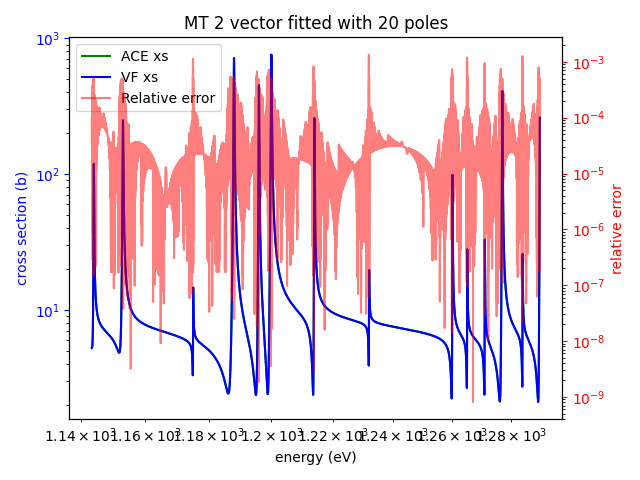 MT 2 vector fitted with 20 poles
ACE xs
VF xs
Relative error
cross section (b)
10³
10²
10¹
relative error
10⁻³
10⁻⁴
10⁻⁵
10⁻⁶
10⁻⁷
10⁻⁸
10⁻⁹
1.14 × 10³ 1.16 × 10³ 1.18 × 10³ 1.2 × 10³ 1.22 × 10³ 1.24 × 10³ 1.26 × 10³ 1.28 × 10³
energy (eV)